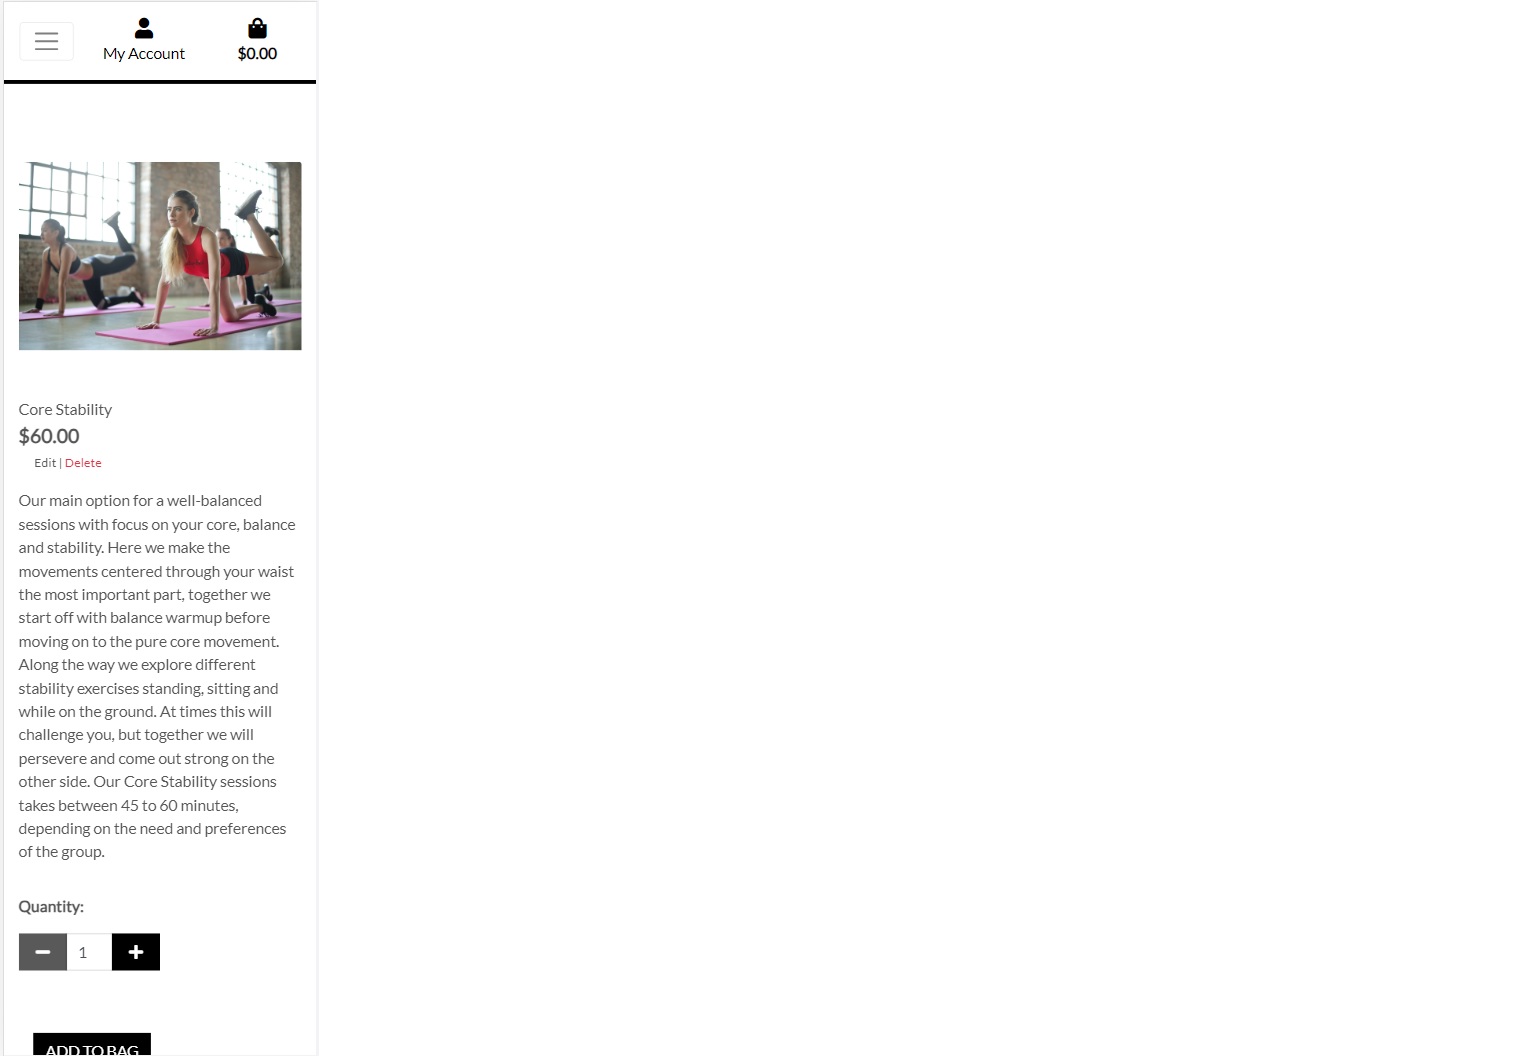 My Account
$0.00
Core Stability
$60.00
Edit | Delete
Our main option for a well-balanced
sessions with focus on your core, balance
and stability. Here we make the
movements centered through your waist
the most important part, together we
start off with balance warmup before
moving on to the pure core movement.
Along the way we explore different
stability exercises standing, sitting and
while on the ground. At times this will
challenge you, but together we will
persevere and come out strong on the
other side. Our Core Stability sessions
takes between 45 to 60 minutes,
depending on the need and preferences
of the group.
Quantity:
1
ADD TO BAG